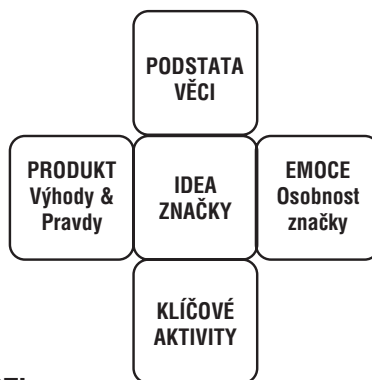 PODSTATA
VĚCI
PRODUKT
Výhody &
Pravdy
IDEA
ZNAČKY
EMOCE
Osobnost
značky
KLÍČOVÉ
AKTIVITY